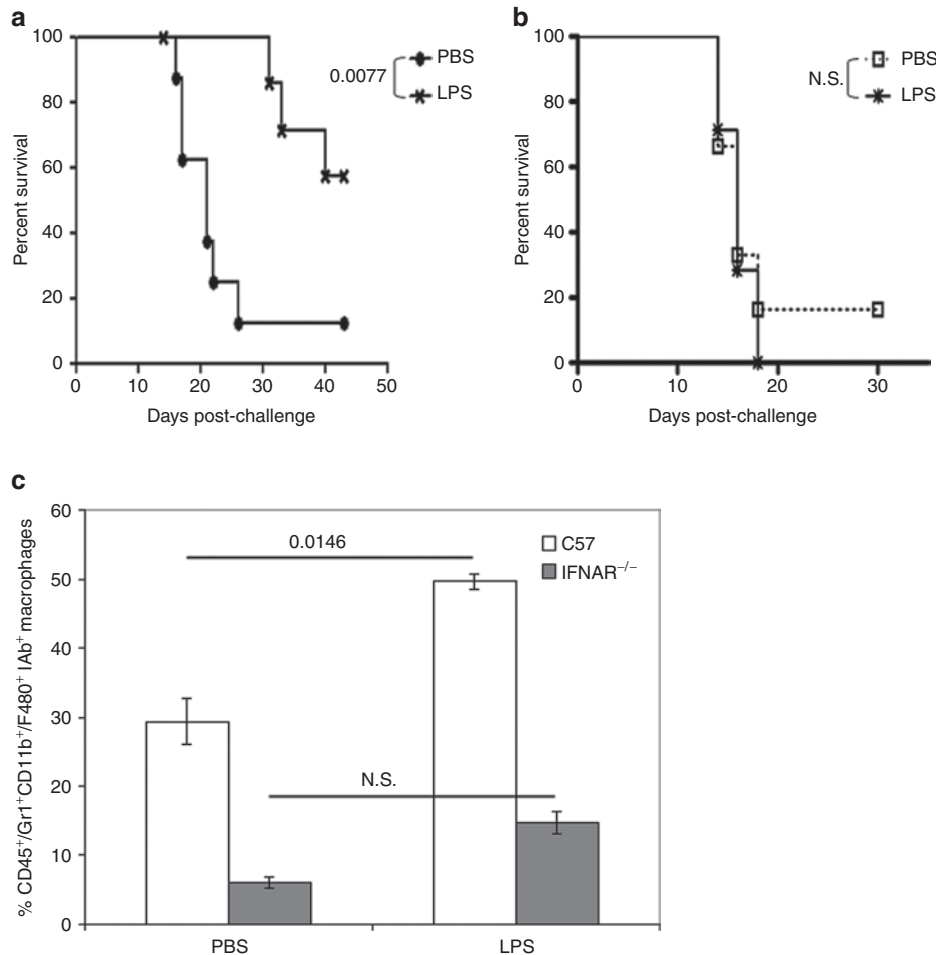 a
100
80
60
40
20
0
Percent survival
0 10 20 30 40 50
Days post-challenge
0.0077
PBS
LPS
b
100
80
60
40
20
0
Percent survival
0 10 20 30
Days post-challenge
N.S.
PBS
LPS
c
60
50
40
30
20
10
0
% CD45⁺/Gr1⁺CD11b⁺/F480⁺ IAb⁺ macrophages
0.0146
N.S.
C57
IFNAR⁻/⁻
PBS LPS